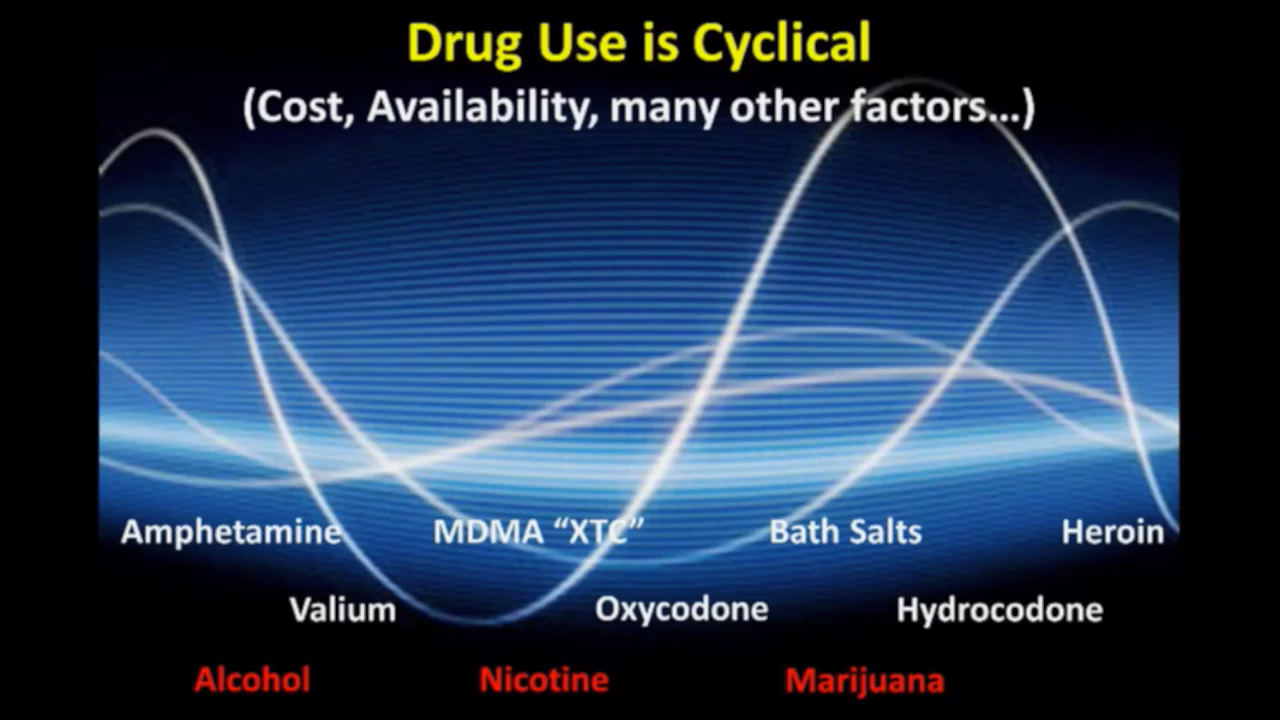 Drug Use is Cyclical
(Cost, Availability, many other factors...)
Amphetamine MDMA “XTC” Bath Salts Heroin
Valium Oxycodone Hydrocodone
Alcohol Nicotine Marijuana